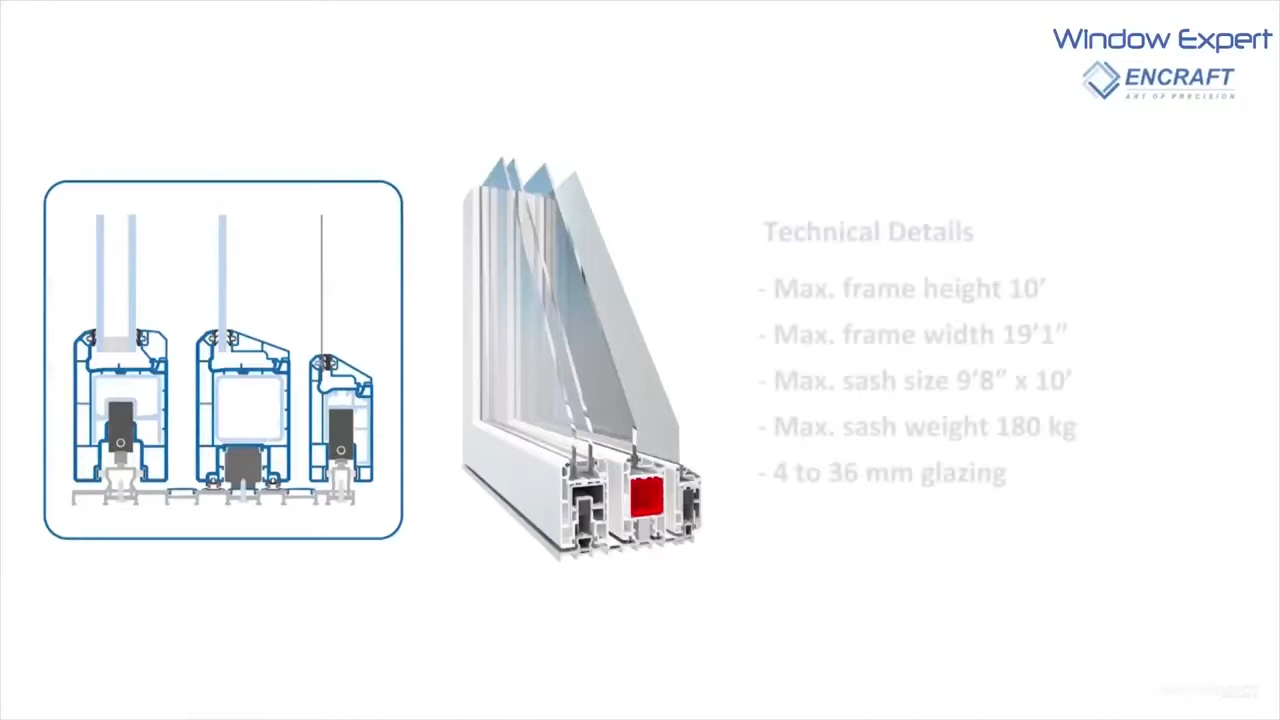 Window Expert
ENCRAFT
ART OF PRECISION
Technical Details
- Max. frame height 10’
- Max. frame width 19’1”
- Max. sash size 9’8” x 10’
- Max. sash weight 180 kg
- 4 to 36 mm glazing